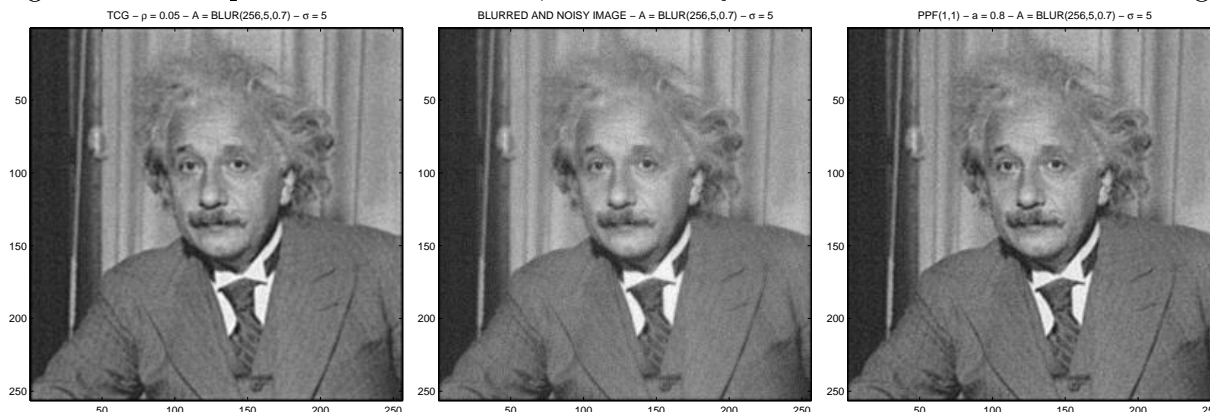 TCG − ρ = 0.05 − A = BLUR(256,5,0.7) − σ = 5
BLURRED AND NOISY IMAGE − A = BLUR(256,5,0.7) − σ = 5
PPF(1,1) − a = 0.8 − A = BLUR(256,5,0.7) − σ = 5
50
100
150
200
250
50 100 150 200 250
50
100
150
200
250
50 100 150 200 250
50
100
150
200
250
50 100 150 200 250